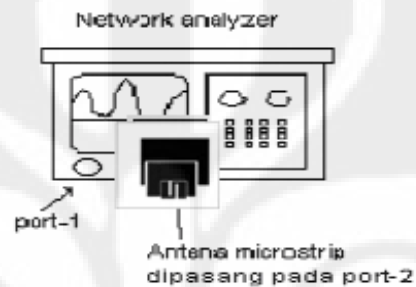 Network analyzer
port-1
Antena microstrip
dipasang pada port-2